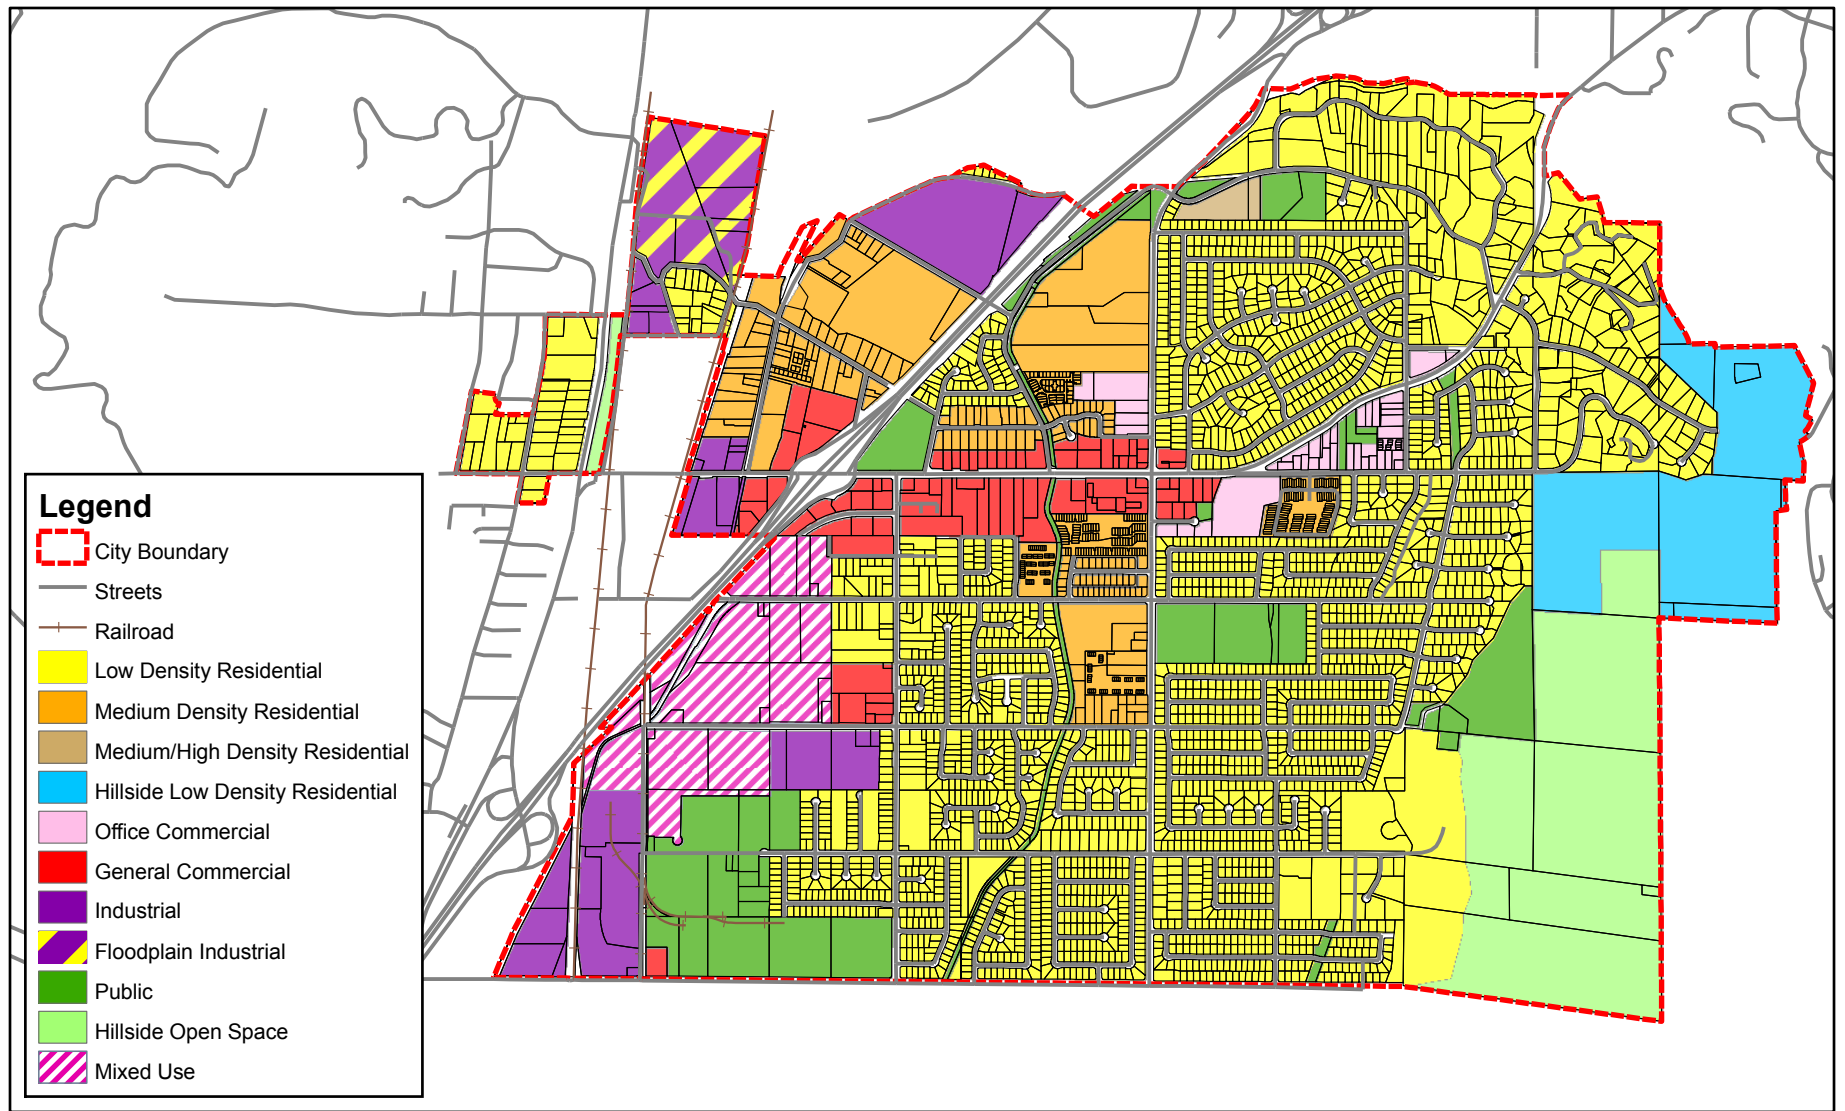 Legend
City Boundary
Streets
Railroad
Low Density Residential
Medium Density Residential
Medium/High Density Residential
Hillside Low Density Residential
Office Commercial
General Commercial
Industrial
Floodplain Industrial
Public
Hillside Open Space
Mixed Use